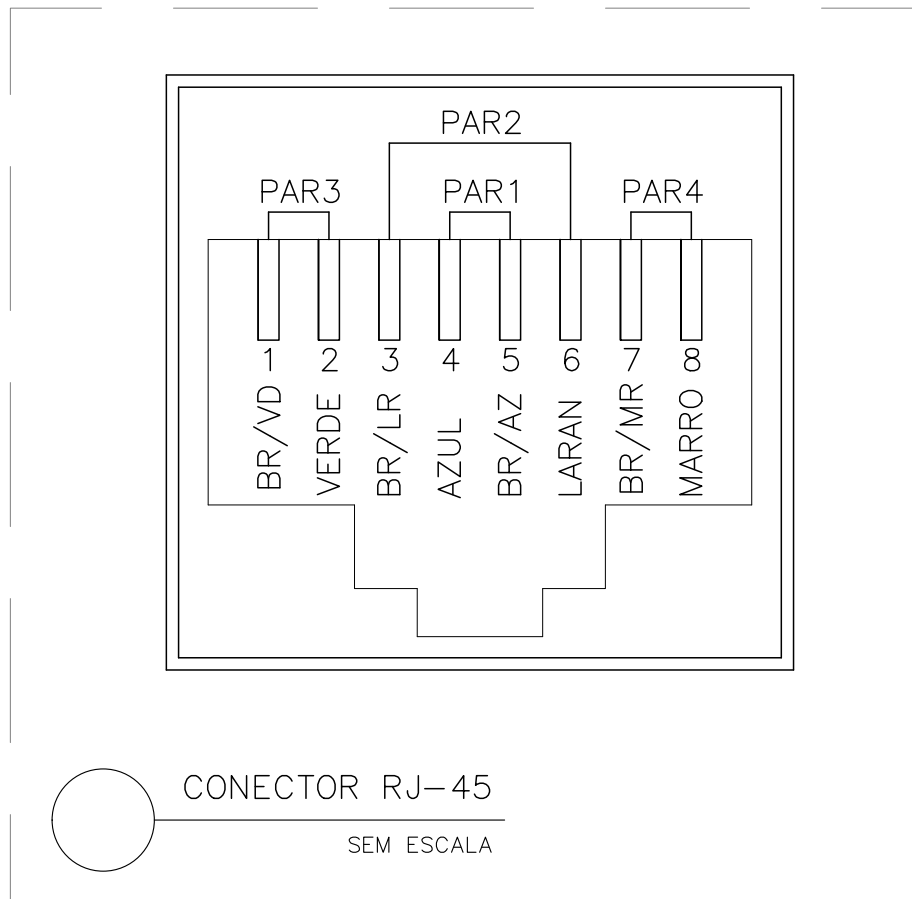 PAR2
PAR3 PAR1 PAR4
1 2 3 4 5 6 7 8
BR/VD
VERDE
BR/LR
AZUL
BR/AZ
LARAN
BR/MR
MARRO
CONECTOR RJ-45
SEM ESCALA